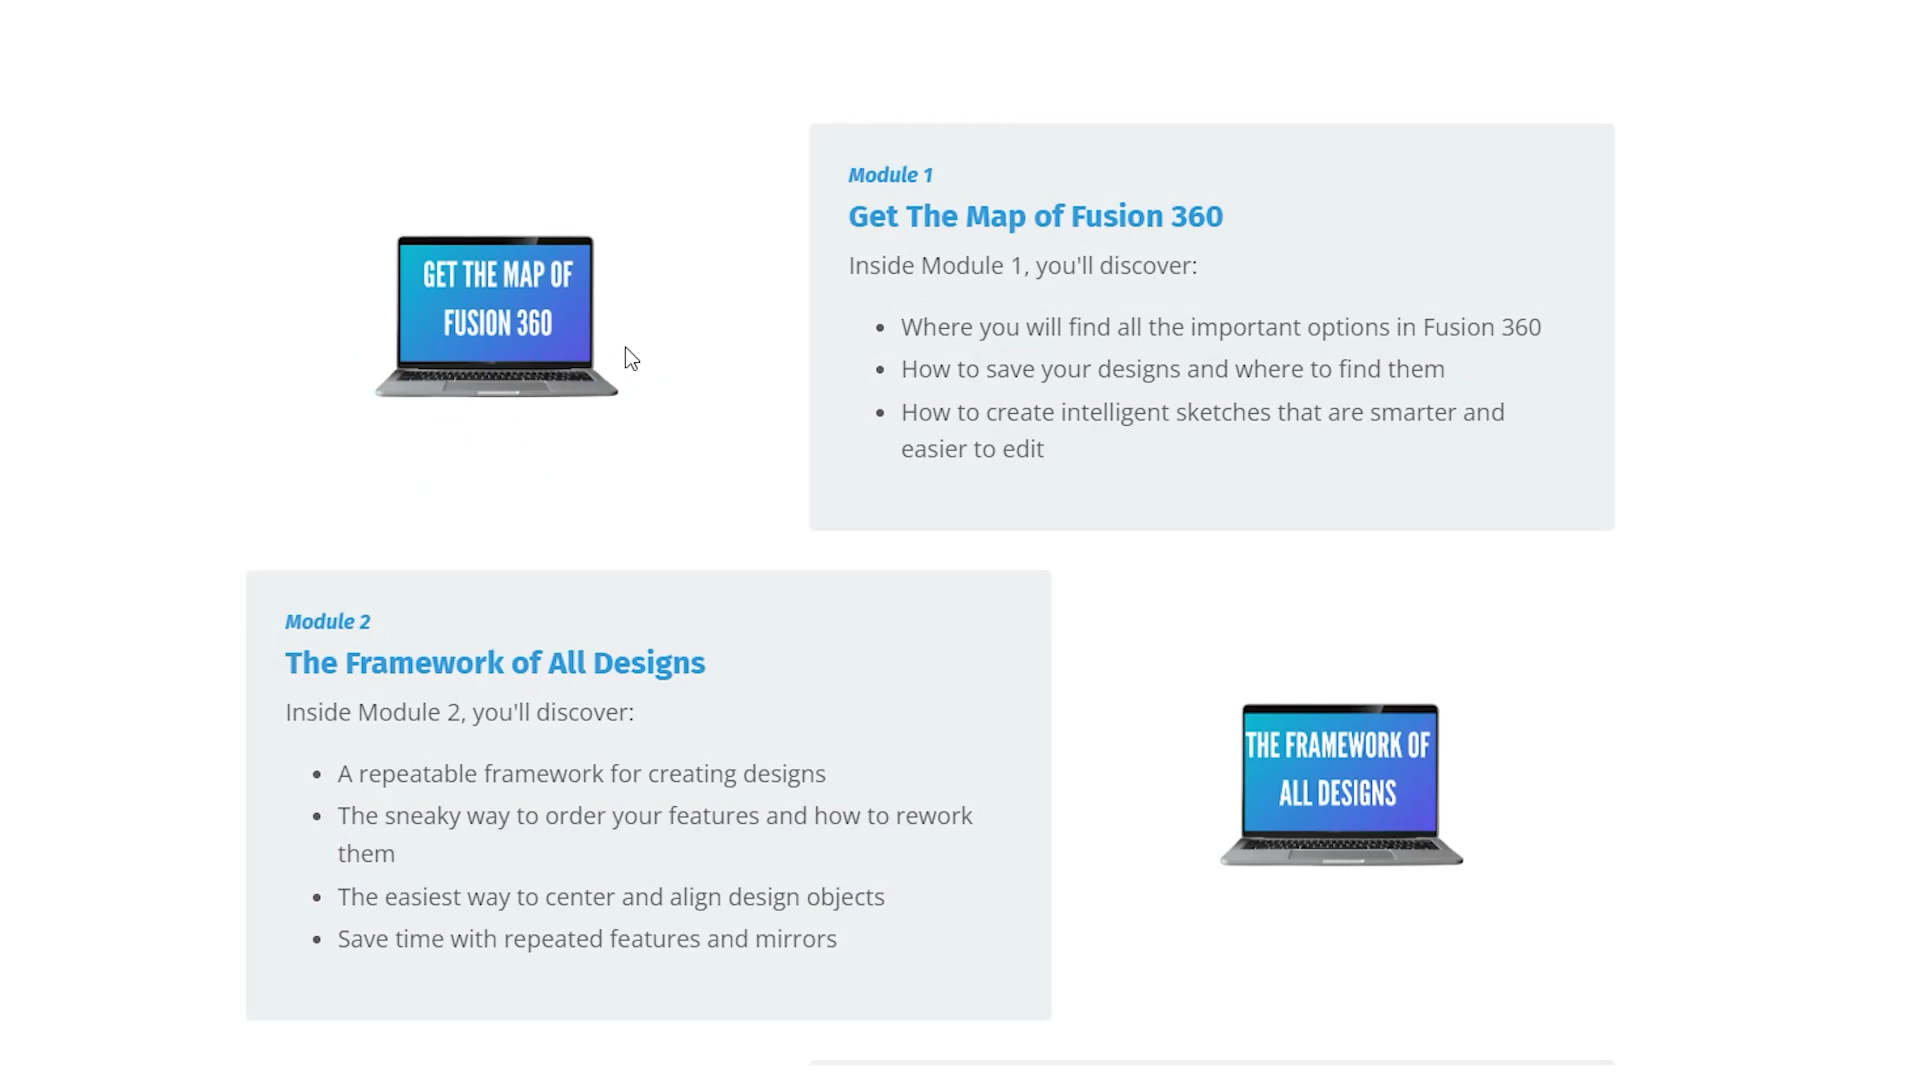 GET THE MAP OF
FUSION 360
Module 1
Get The Map of Fusion 360
Inside Module 1, you'll discover:
• Where you will find all the important options in Fusion 360
• How to save your designs and where to find them
• How to create intelligent sketches that are smarter and
easier to edit
Module 2
The Framework of All Designs
Inside Module 2, you'll discover:
• A repeatable framework for creating designs
• The sneaky way to order your features and how to rework
them
• The easiest way to center and align design objects
• Save time with repeated features and mirrors
THE FRAMEWORK OF
ALL DESIGNS